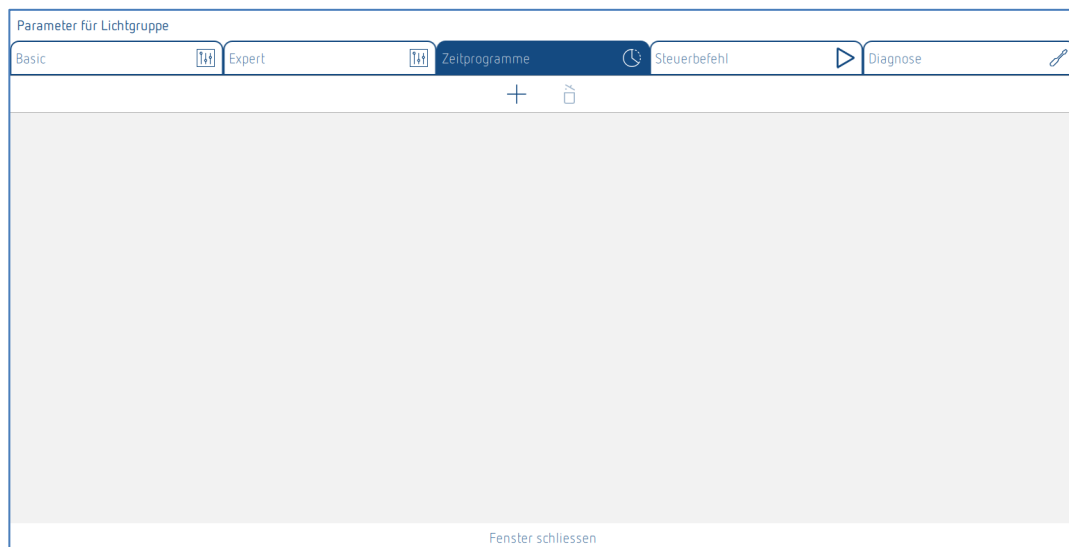 Parameter für Lichtgruppe
Basic
Expert
Zeitprogramme
Steuerbefehl
Diagnose
Fenster schliessen